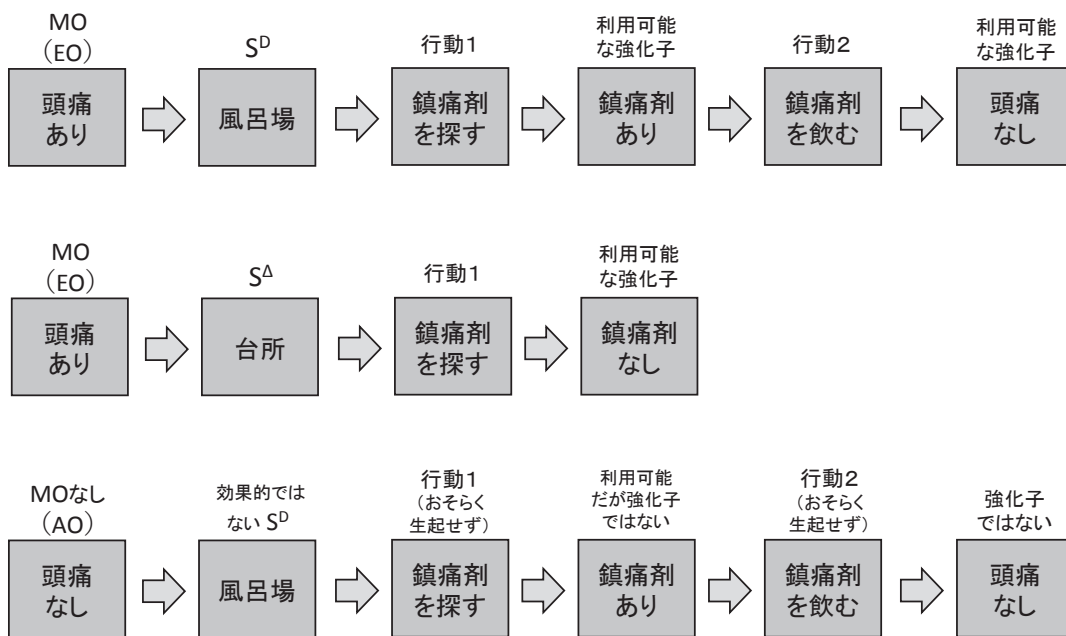 MO
（EO）
S^D
行動１
利用可能
な強化子
行動２
利用可能
な強化子
頭痛
あり
風呂場
鎮痛剤
を探す
鎮痛剤
あり
鎮痛剤
を飲む
頭痛
なし
MO
（EO）
S^Δ
行動１
利用可能
な強化子
頭痛
あり
台所
鎮痛剤
を探す
鎮痛剤
なし
MOなし
（AO）
効果的では
ない S^D
行動１
（おそらく
生起せず）
利用可能
だが強化子
ではない
行動２
（おそらく
生起せず）
強化子
ではない
頭痛
なし
風呂場
鎮痛剤
を探す
鎮痛剤
あり
鎮痛剤
を飲む
頭痛
なし